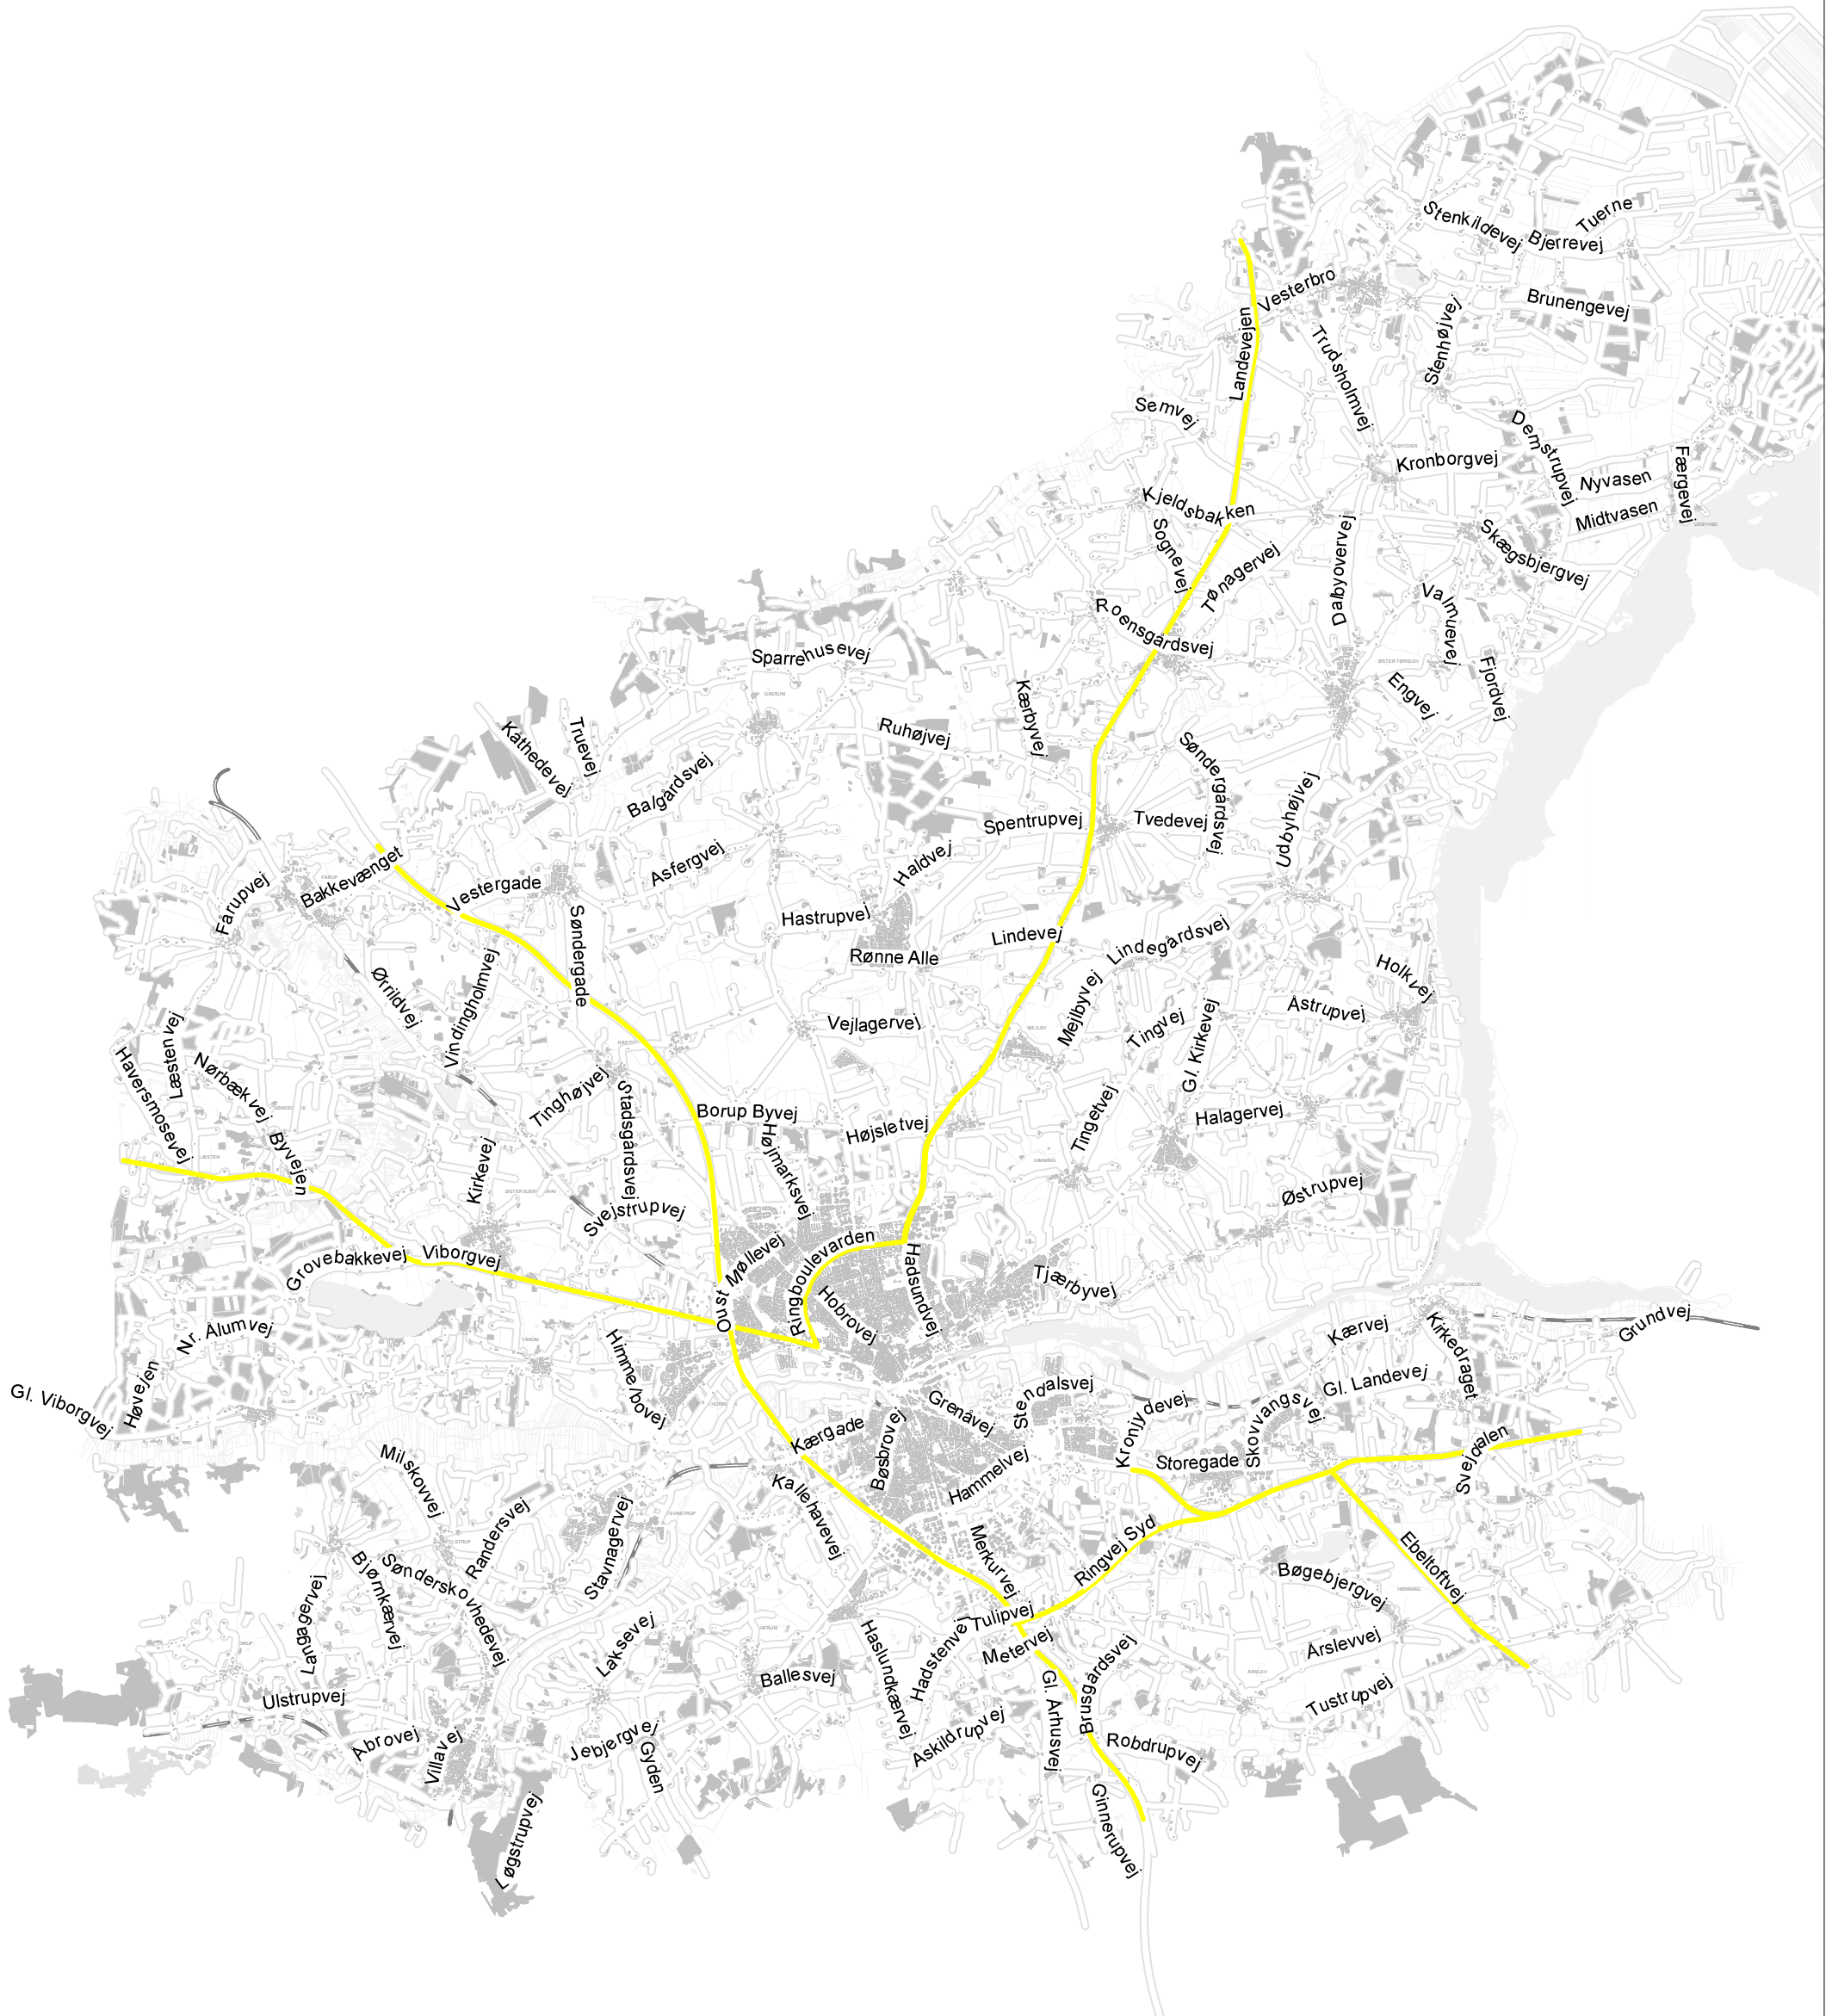 Tuerne
Stenkildevej
Bjerrevej
Vesterbro
Brunengevej
Landevejen
Trudsholmvej
Stenhøjvej
Semvej
Demstrupvej
Kronborgvej
Færgevej
Nyvasen
Midtvasen
Kjeldsbakken
Sognevej
Tønagervej
Dalbyovervej
Skægsbjergvej
Valmuevej
Roensgårdsvej
Sparrehusevej
Fjordvej
Engvej
Kærbyvej
Ruhøjvej
Truevej
Kathedevej
Balgårdsvej
Søndergårdsvej
Udbyhøjvej
Spentrupvej
Tvedevej
Asfergvej
Haldvej
Bakkevænget
Fårupvej
Vestergade
Hastrupvej
Søndergade
Lindevej
Lindegårdsvej
Rønne Alle
Holkvej
Ørrildvej
Vindingholmvej
Mejlbyvej
Åstrupvej
Vejlagervej
Tingvej
Gl. Kirkevej
Læstenvej
Haversmosevej
Nørbækvej
Tinghøjvej
Stadsgårdsvej
Borup Byvej
Højmarksvej
Højsletvej
Tingetvej
Halagervej
Byvejen
Kirkevej
Svejstrupvej
Østrupvej
Grovebakkevej
Viborgvej
Møllevej
Ringboulevarden
Hadsundvej
Tjærbyvej
Oust
Hobrovej
Nr. Ålumvej
Himmelbovej
Kærvej
Kirkedraget
Grundvej
Høvejen
Gl. Viborgvej
Gl. Landevej
Stendalsvej
Grenåvej
Kronjydevej
Skovvangsvej
Kærgade
Bøsbrovej
Storegade
Svejdalen
Hammelvej
Milskovvej
Kallehavevej
Randersvej
Stavnagervej
Merkurvej
Ringvej Syd
Ebeltoftvej
Bøgebjergvej
Bjørnkærvej
Sønderskovhedevej
Laugagervej
Tulipvej
Metervej
Hadstenvej
Haslundkærvej
Laksevej
Ballesvej
Brusgårdsvej
Årslevvej
Tustrupvej
Ulstrupvej
Gl. Århusvej
Åbrovej
Villavej
Jebjergvej
Gyden
Askildrupvej
Robdrupvej
Ginnerupvej
Løgstrupvej